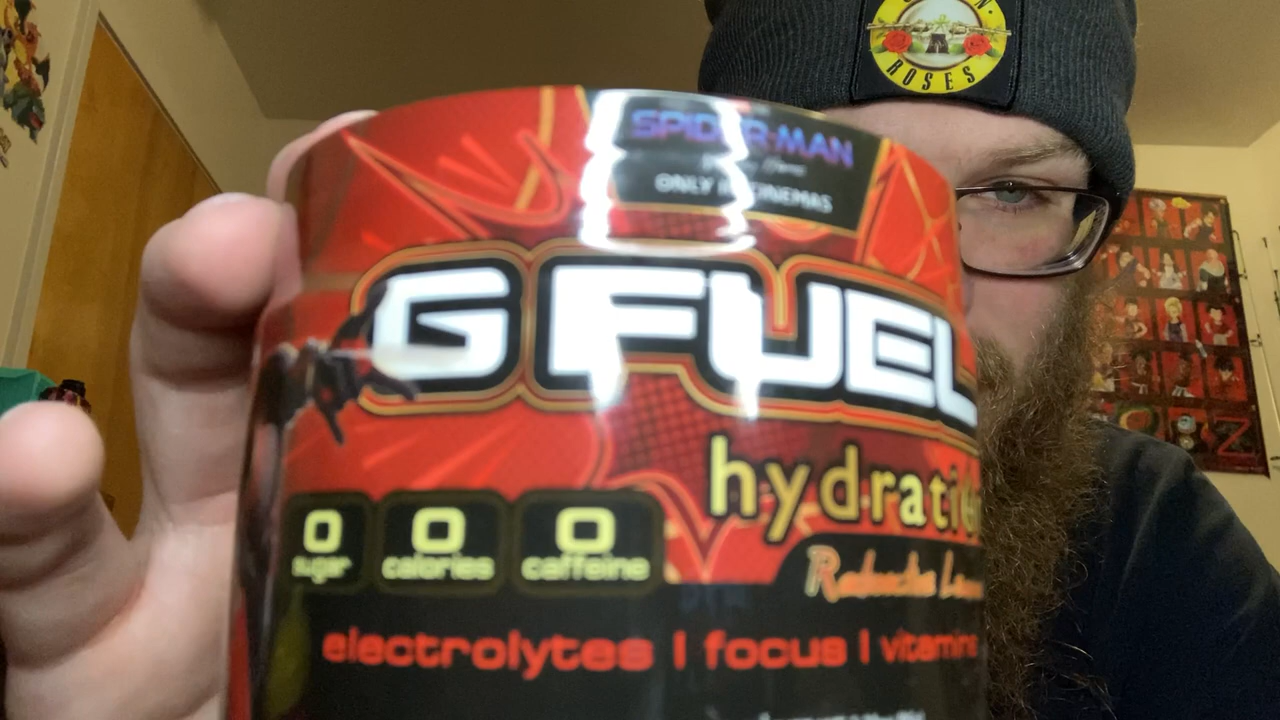 ROSES
SPIDER-MAN
ONLY IN CINEMAS
G FUEL
hydratio
0 0 0
sugar calories caffeine
electrolytes | focus | vitamins